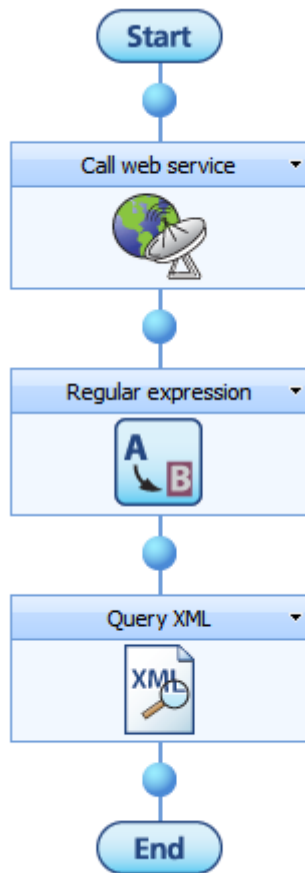 Start
Call web service
Regular expression
A
B
Query XML
XML
End